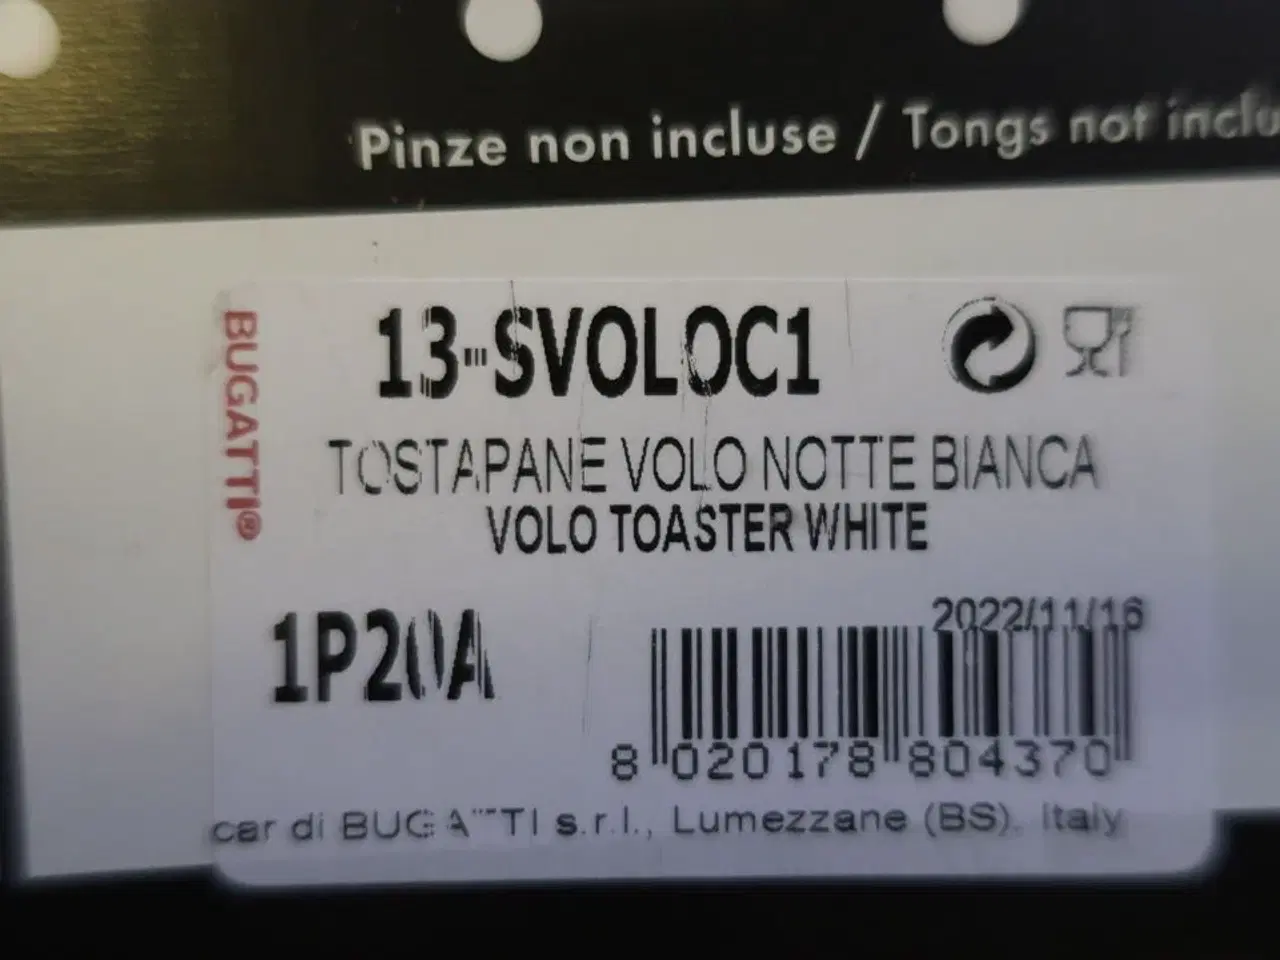 Pinze non incluse / Tongs not inclu
BUGATTI®
13-SVOLOC1
TOSTAPANE VOLO NOTTE BIANCA
VOLO TOASTER WHITE
1P20A
2022/11/16
8 020178 804370
car di BUGATTI s.r.l., Lumezzane (BS). Italy